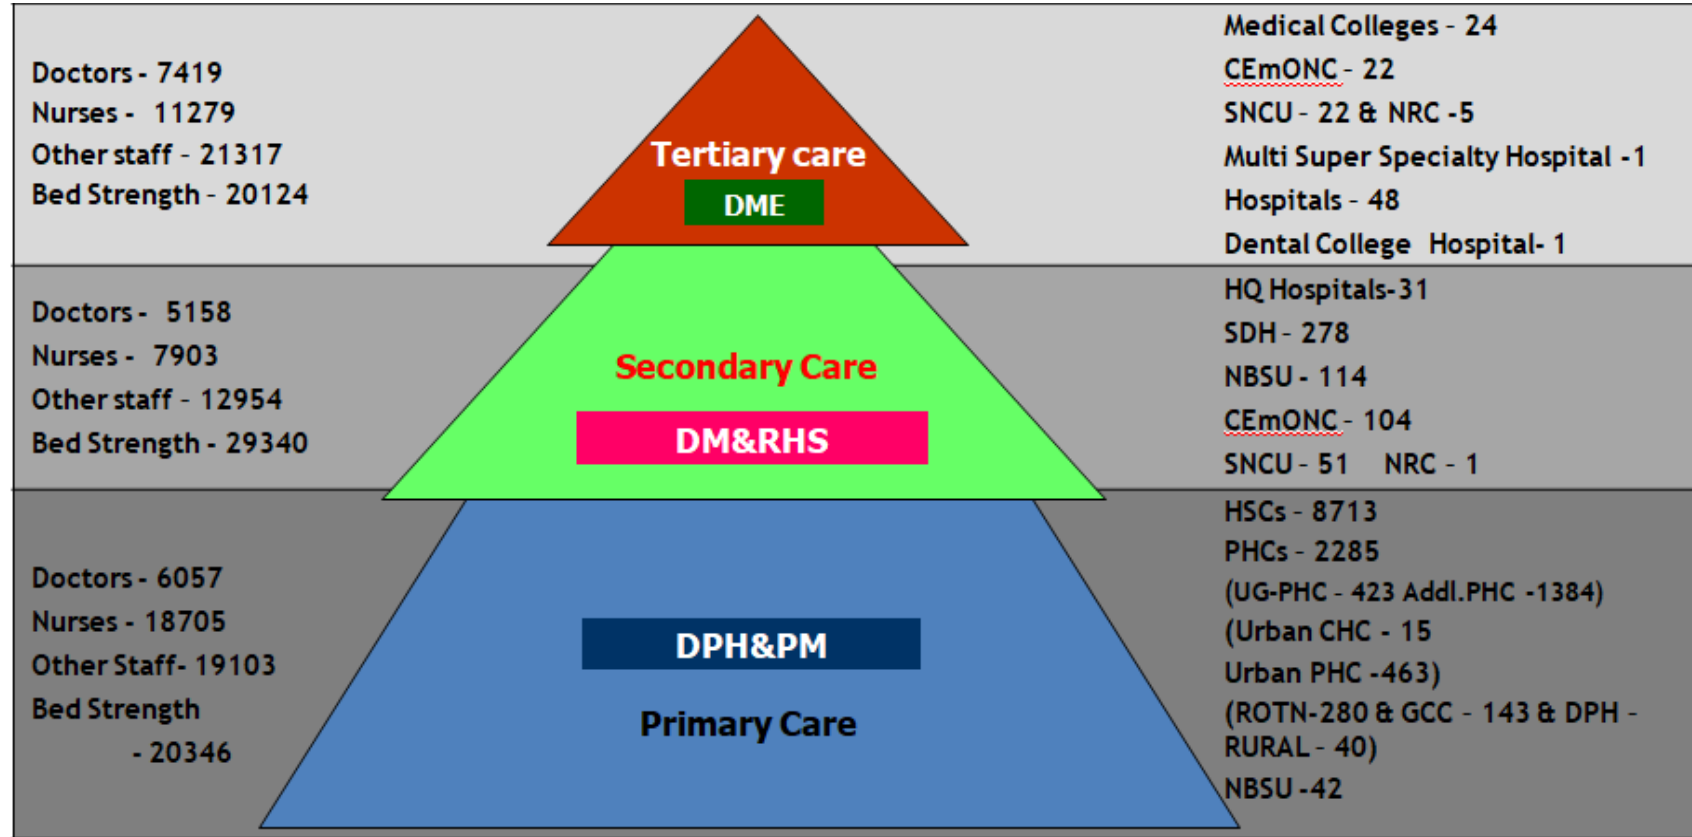 Doctors - 7419
Nurses - 11279
Other staff – 21317
Bed Strength – 20124
Tertiary care
DME
Medical Colleges – 24
CEmONC – 22
SNCU – 22 & NRC -5
Multi Super Specialty Hospital -1
Hospitals – 48
Dental College Hospital- 1
Doctors - 5158
Nurses - 7903
Other staff – 12954
Bed Strength - 29340
Secondary Care
DM&RHS
HQ Hospitals-31
SDH – 278
NBSU - 114
CEmONC – 104
SNCU – 51 NRC – 1
Doctors - 6057
Nurses - 18705
Other Staff- 19103
Bed Strength
- 20346
DPH&PM
Primary Care
HSCs – 8713
PHCs – 2285
(UG-PHC – 423 Addl.PHC -1384)
(Urban CHC - 15
Urban PHC -463)
(ROTN-280 & GCC – 143 & DPH –
RURAL – 40)
NBSU -42